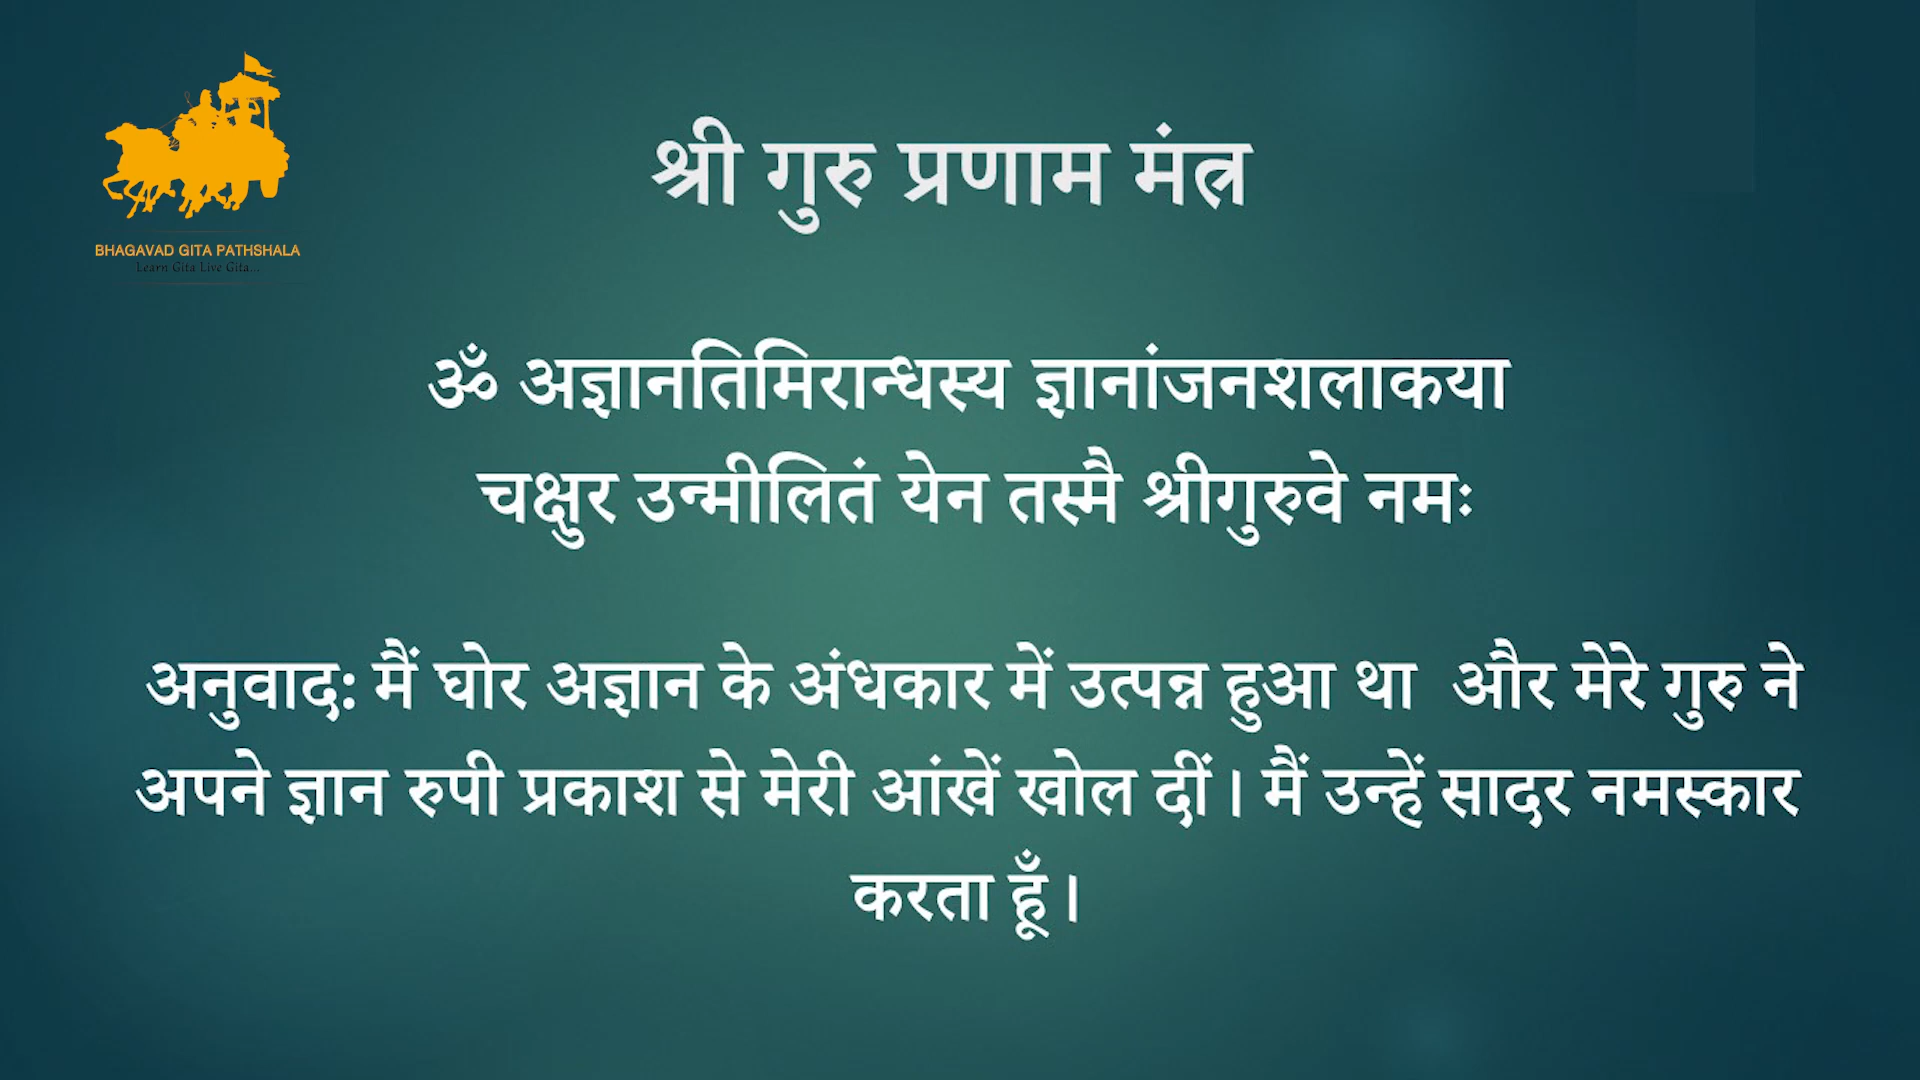 BHAGAVAD GITA PATHSHALA
Learn Gita Live Gita...
श्री गुरु प्रणाम मंत्र
ॐ अज्ञानतिमिरान्धस्य ज्ञानांजनशलाकया
चक्षुर उन्मीलितं येन तस्मै श्रीगुरुवे नमः
अनुवाद: मैं घोर अज्ञान के अंधकार में उत्पन्न हुआ था और मेरे गुरु ने
अपने ज्ञान रुपी प्रकाश से मेरी आंखें खोल दीं। मैं उन्हें सादर नमस्कार
करता हूँ।